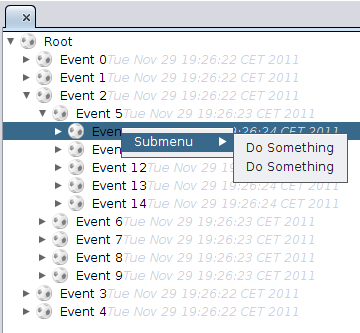 Root
Event 0 Tue Nov 29 19:26:22 CET 2011
Event 1 Tue Nov 29 19:26:22 CET 2011
Event 2 Tue Nov 29 19:26:22 CET 2011
Event 5 Tue Nov 29 19:26:23 CET 2011
Even 9:26:24 CET 2011
Submenu
Do Something
Do Something
Even
Event 12 Tue Nov 29 19:26:24 CET 2011
Event 13 Tue Nov 29 19:26:24 CET 2011
Event 14 Tue Nov 29 19:26:24 CET 2011
Event 6 Tue Nov 29 19:26:23 CET 2011
Event 7 Tue Nov 29 19:26:23 CET 2011
Event 8 Tue Nov 29 19:26:23 CET 2011
Event 9 Tue Nov 29 19:26:23 CET 2011
Event 3 Tue Nov 29 19:26:22 CET 2011
Event 4 Tue Nov 29 19:26:22 CET 2011